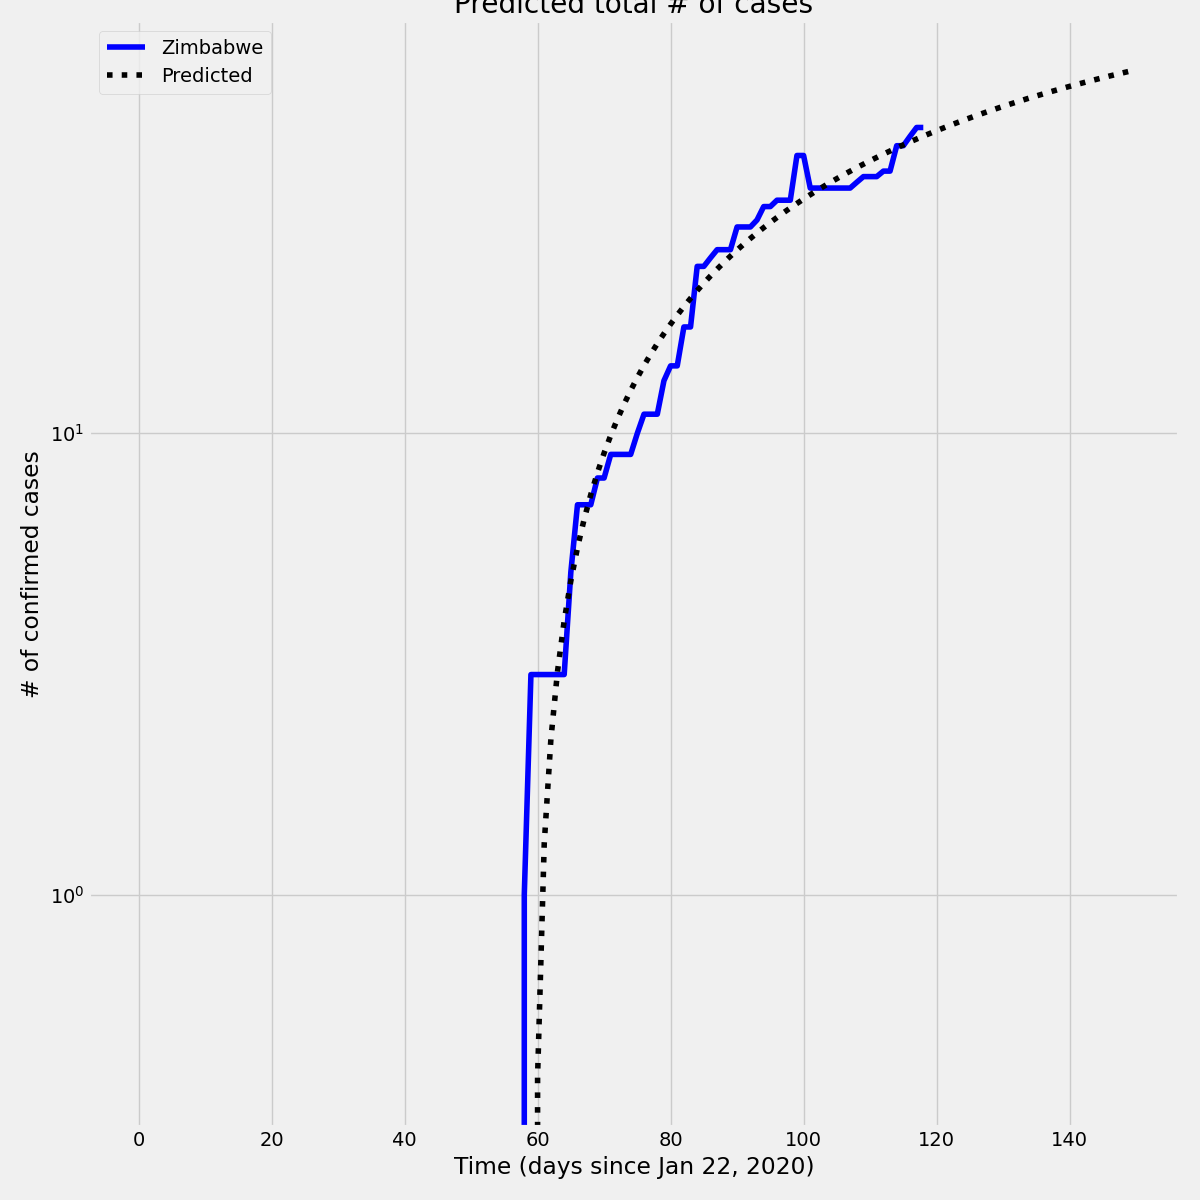 Predicted total # of cases
Zimbabwe
Predicted
10¹
10⁰
# of confirmed cases
0 20 40 60 80 100 120 140
Time (days since Jan 22, 2020)